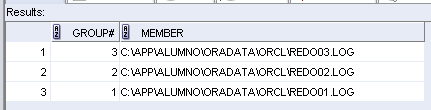 Results:
GROUP# MEMBER
1 3 C:\APP\ALUMNO\ORADATA\ORCL\REDO03.LOG
2 2 C:\APP\ALUMNO\ORADATA\ORCL\REDO02.LOG
3 1 C:\APP\ALUMNO\ORADATA\ORCL\REDO01.LOG